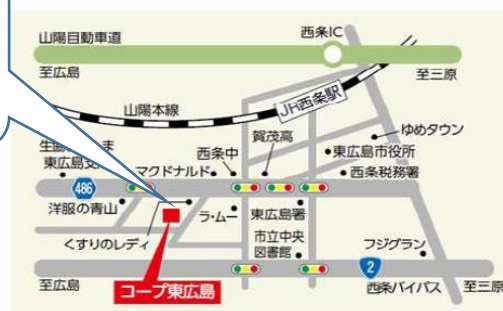 山陽自動車道
西条IC
至広島
至三原
山陽本線
JR西条駅
ゆめタウン
賀茂高
東広島市役所
西条中
マクドナルド
西条税務署
486
洋服の青山
ラ・ムー
東広島署
くすりのレディ
市立中央
図書館
フジグラン
2
至広島
コープ東広島
西条バイパス
至三原